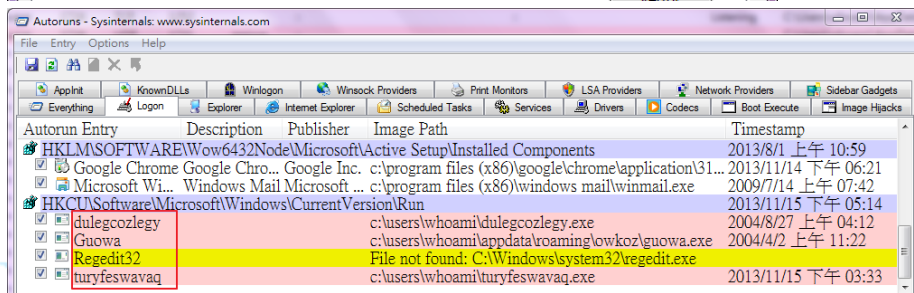 Autoruns - Sysinternals: www.sysinternals.com
File Entry Options Help
AppInit KnownDLLs Winlogon Winsock Providers Print Monitors LSA Providers Network Providers Sidebar Gadgets
Everything Logon Explorer Internet Explorer Scheduled Tasks Services Drivers Codecs Boot Execute Image Hijacks
Autorun Entry Description Publisher Image Path Timestamp
HKLM\SOFTWARE\Wow6432Node\Microsoft\Active Setup\Installed Components 2013/8/1 上午 10:59
Google Chrome Google Chro... Google Inc. c:\program files (x86)\google\chrome\application\31... 2013/11/14 下午 06:21
Microsoft Wi... Windows Mail Microsoft ... c:\program files (x86)\windows mail\winmail.exe 2009/7/14 上午 07:42
HKCU\Software\Microsoft\Windows\CurrentVersion\Run 2013/11/15 下午 05:14
dulegcozlegy c:\users\whoami\dulegcozlegy.exe 2004/8/27 上午 04:12
Guowa c:\users\whoami\appdata\roaming\owkoz\guowa.exe 2004/4/2 上午 11:22
Regedit32 File not found: C:\Windows\system32\regedit.exe
turyfeswavaq c:\users\whoami\turyfeswavaq.exe 2013/11/15 下午 03:33